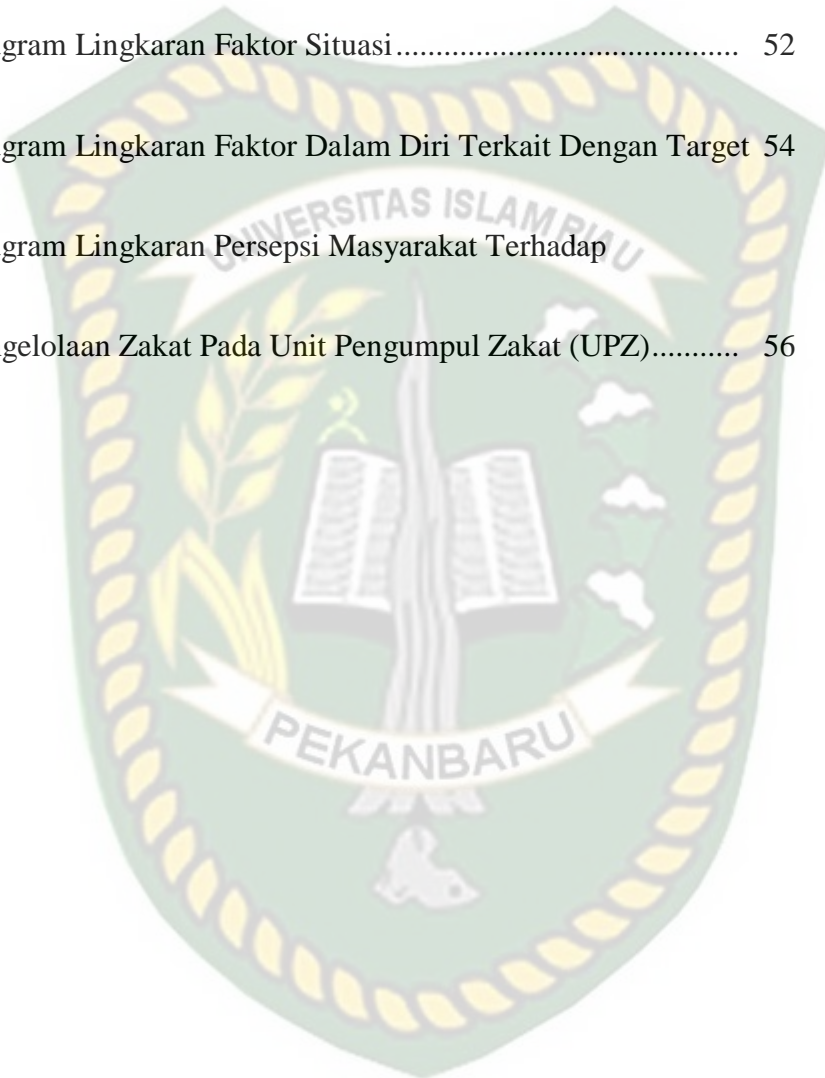 gram Lingkaran Faktor Situasi...................................... 52
gram Lingkaran Faktor Dalam Diri Terkait Dengan Target 54
UNIVERSITAS ISLAM RIAU
gram Lingkaran Persepsi Masyarakat Terhadap
gelolaan Zakat Pada Unit Pengumpul Zakat (UPZ)........... 56
PEKANBARU